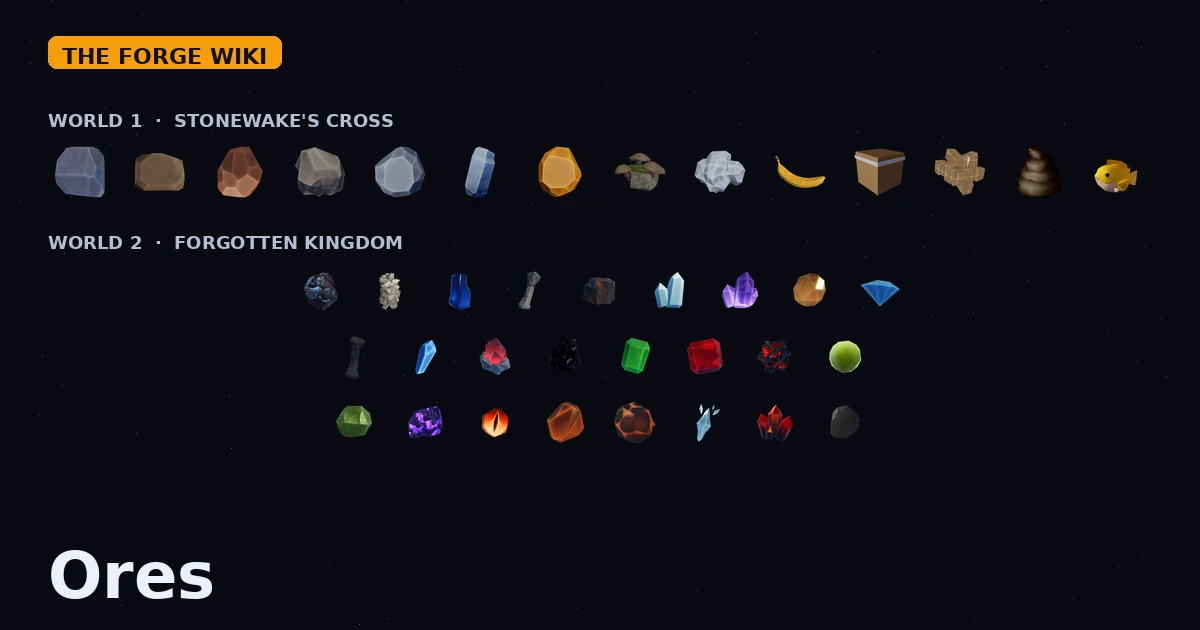 THE FORGE WIKI
WORLD 1 · STONEWAKE'S CROSS
WORLD 2 · FORGOTTEN KINGDOM
Ores